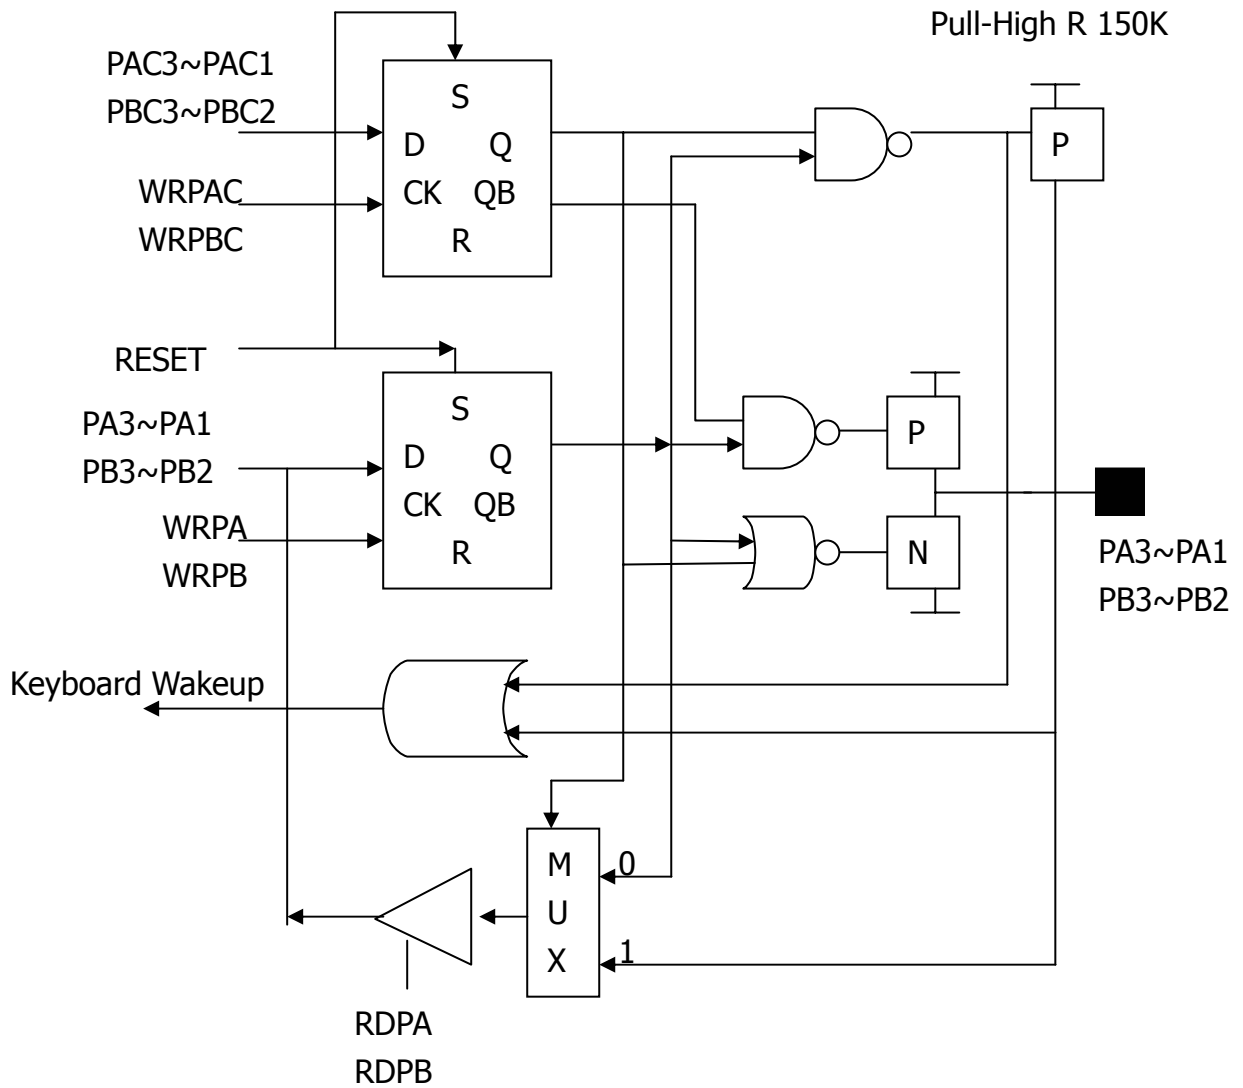 Pull-High R 150K
PAC3~PAC1
PBC3~PBC2
S
D Q
P
WRPAC
CK QB
WRPBC
R
RESET
S
PA3~PA1
D Q
P
PB3~PB2
CK QB
WRPA
R
N
WRPB
PA3~PA1
PB3~PB2
Keyboard Wakeup
M
0
U
X
1
RDPA
RDPB